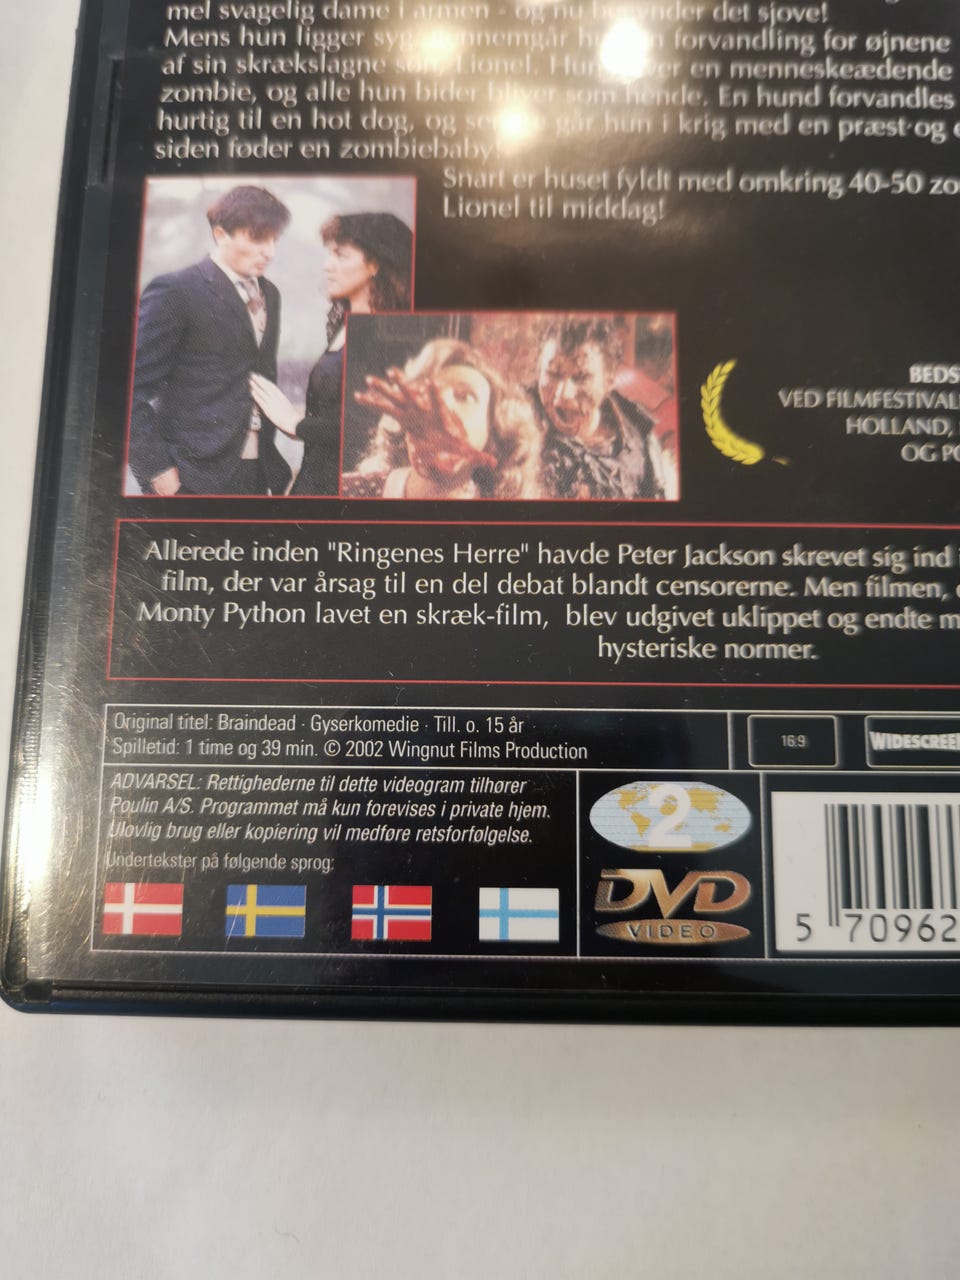 mel svagelig dame i armen - og nu begynder det sjove!
Mens hun ligger syg gennemgår hun en forvandling for øjnene
af sin skrækslagne søn, Lionel. Hun bliver en menneskeædende
zombie, og alle hun bider bliver som hende. En hund forvandles
hurtig til en hot dog, og går hun i krig med en præst og
siden føder en zombiebaby!
Snart er huset fyldt med omkring 40-50 zo
Lionel til middag!
BEDS
VED FILMFESTIVAL
HOLLAND,
OG PO
Allerede inden "Ringenes Herre" havde Peter Jackson skrevet sig ind i
film, der var årsag til en del debat blandt censorerne. Men filmen,
Monty Python lavet en skræk-film, blev udgivet uklippet og endte m
hysteriske normer.
Original titel: Braindead · Gyserkomedie · Till. o. 15 år
Spilletid: 1 time og 39 min. © 2002 Wingnut Films Production
16:9
WIDESCREEN
ADVARSEL: Rettighederne til dette videogram tilhører
Poulin A/S. Programmet må kun forevises i private hjem.
Ulovlig brug eller kopiering vil medføre retsforfølgelse.
Undertekster på følgende sprog:
2
DVD
VIDEO
5 70962